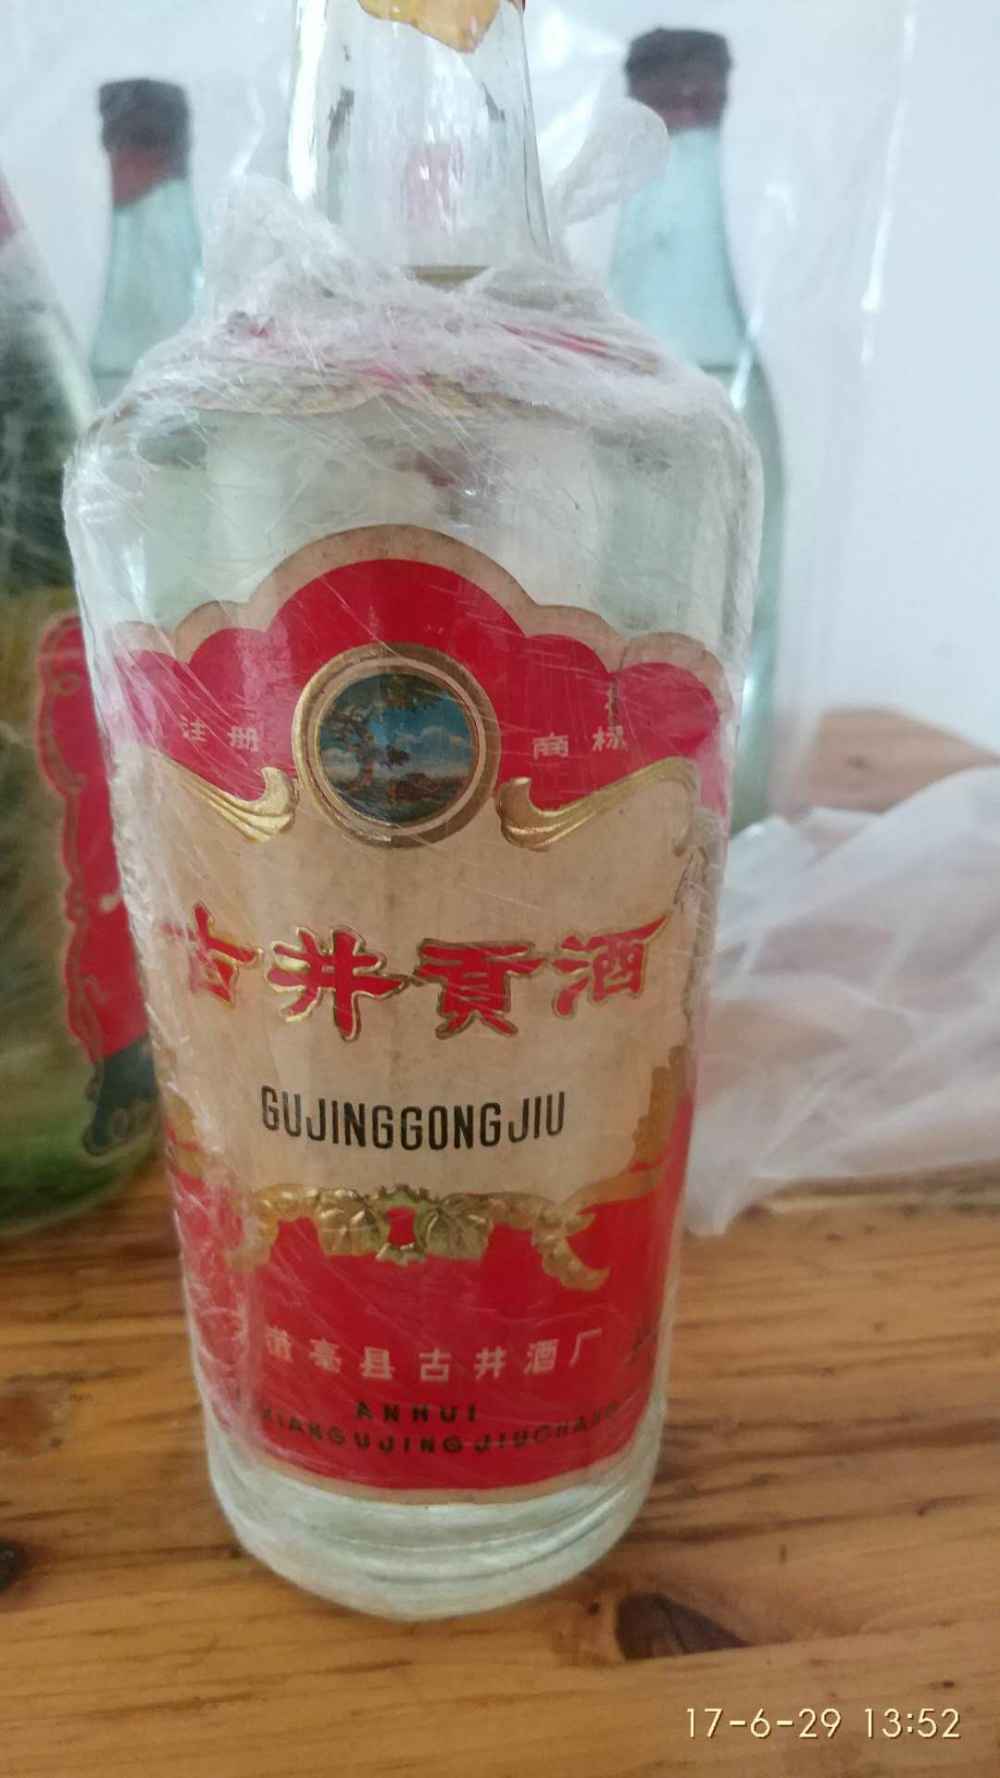 注册 商标
古井贡酒
GUJINGGONGJIU
亳县古井酒厂
ANHUI
XIANGUJINGJIUCHANG
17-6-29 13:52